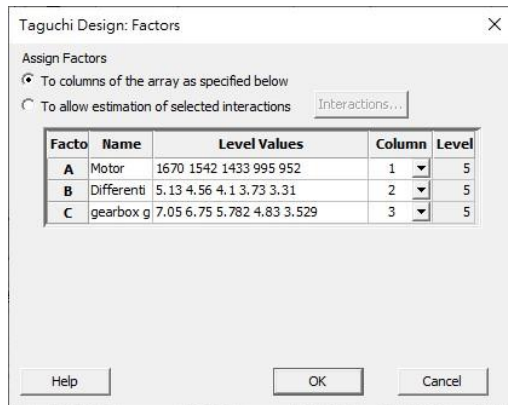 Taguchi Design: Factors
Assign Factors
To columns of the array as specified below
To allow estimation of selected interactions Interactions...
Facto Name Level Values Column Level
A Motor 1670 1542 1433 995 952 1 5
B Differenti 5.13 4.56 4.1 3.73 3.31 2 5
C gearbox g 7.05 6.75 5.782 4.83 3.529 3 5
Help OK Cancel